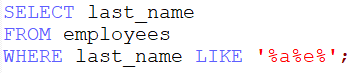 SELECT last_name
FROM employees
WHERE last_name LIKE '%a%e%';